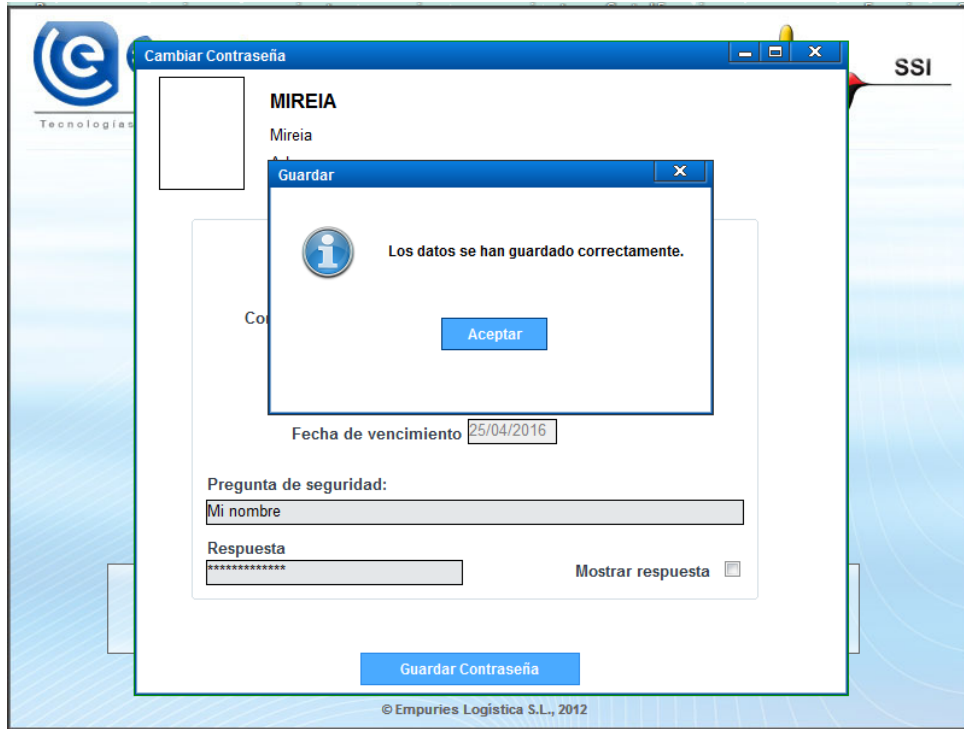 Cambiar Contraseña
SSI
Tecnologías
MIREIA
Mireia
Guardar
Los datos se han guardado correctamente.
Aceptar
Fecha de vencimiento 25/04/2016
Pregunta de seguridad:
Mi nombre
Respuesta
*************
Mostrar respuesta
Guardar Contraseña
© Empuries Logística S.L., 2012